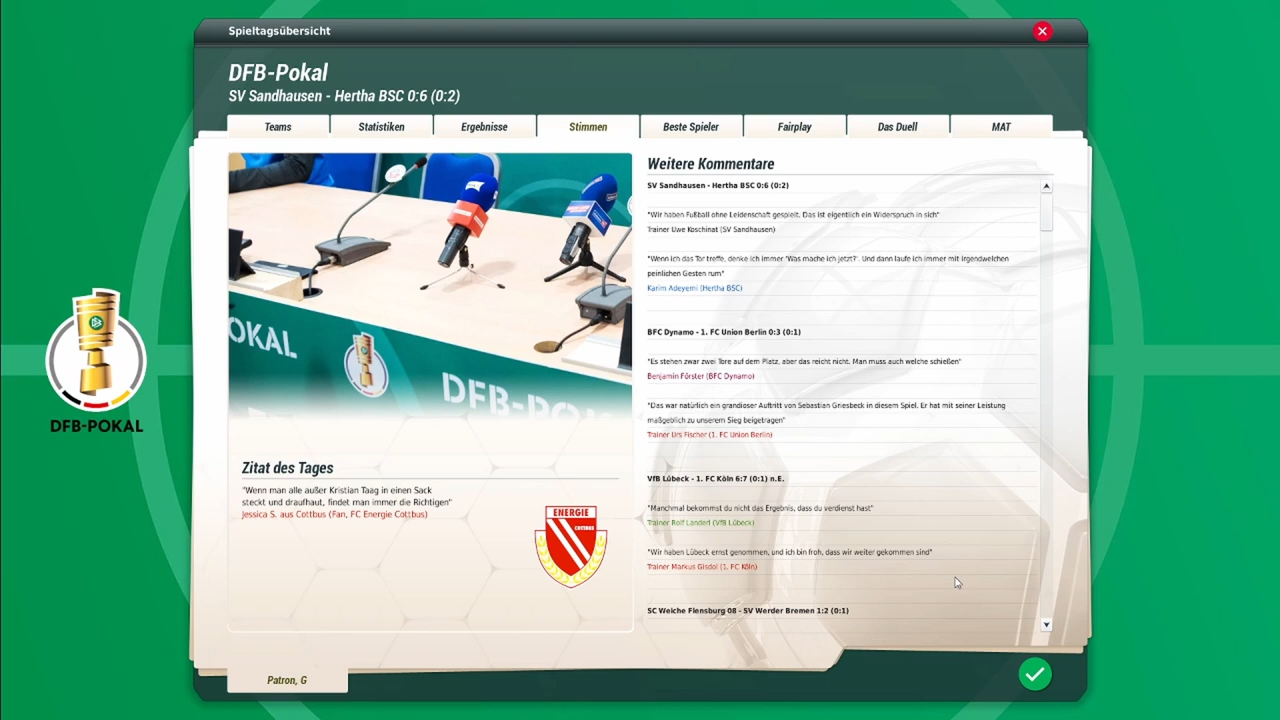 Spieltagsübersicht
DFB-Pokal
SV Sandhausen - Hertha BSC 0:6 (0:2)
Teams
Statistiken
Ergebnisse
Stimmen
Beste Spieler
Fairplay
Das Duell
MAT
OKAL
DFB-PO
DFB-POKAL
Zitat des Tages
"Wenn man alle außer Kristian Taag in einen Sack
steckt und draufhaut, findet man immer die Richtigen"
Jessica S. aus Cottbus (Fan, FC Energie Cottbus)
ENERGIE
COTTBUS
Weitere Kommentare
SV Sandhausen - Hertha BSC 0:6 (0:2)
"Wir haben Fußball ohne Leidenschaft gespielt. Das ist eigentlich ein Widerspruch in sich"
Trainer Uwe Koschinat (SV Sandhausen)
"Wenn ich das Tor treffe, denke ich immer 'Was mache ich jetzt?'. Und dann laufe ich immer mit irgendwelchen
peinlichen Gesten rum"
Karim Adeyemi (Hertha BSC)
BFC Dynamo - 1. FC Union Berlin 0:3 (0:1)
"Es stehen zwar zwei Tore auf dem Platz, aber das reicht nicht. Man muss auch welche schießen"
Benjamin Förster (BFC Dynamo)
"Das war natürlich ein grandioser Auftritt von Sebastian Griesbeck in diesem Spiel. Er hat mit seiner Leistung
maßgeblich zu unserem Sieg beigetragen"
Trainer Urs Fischer (1. FC Union Berlin)
VfB Lübeck - 1. FC Köln 6:7 (0:1) n.E.
"Manchmal bekommst du nicht das Ergebnis, dass du verdienst hast"
Trainer Rolf Landerl (VfB Lübeck)
"Wir haben Lübeck ernst genommen, und ich bin froh, dass wir weiter gekommen sind"
Trainer Markus Gisdol (1. FC Köln)
SC Weiche Flensburg 08 - SV Werder Bremen 1:2 (0:1)
Patron, G